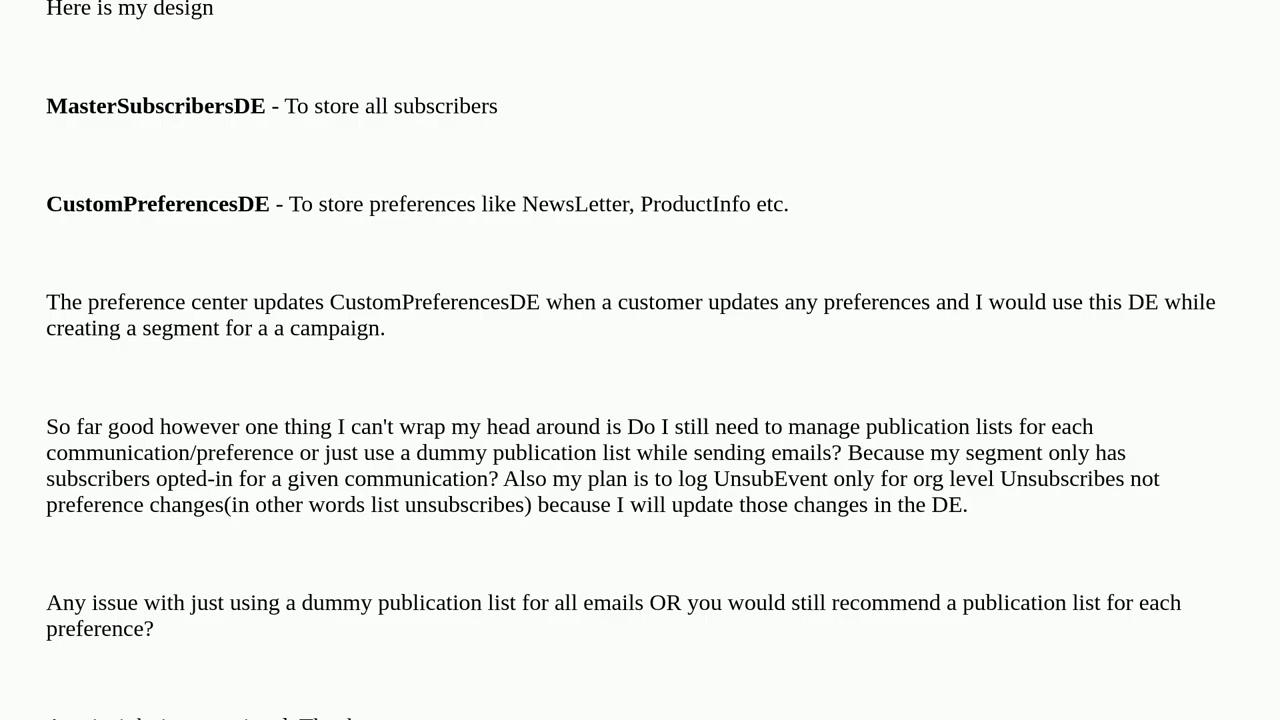 Here is my design
MasterSubscribersDE - To store all subscribers
CustomPreferencesDE - To store preferences like NewsLetter, ProductInfo etc.
The preference center updates CustomPreferencesDE when a customer updates any preferences and I would use this DE while
creating a segment for a a campaign.
So far good however one thing I can't wrap my head around is Do I still need to manage publication lists for each
communication/preference or just use a dummy publication list while sending emails? Because my segment only has
subscribers opted-in for a given communication? Also my plan is to log UnsubEvent only for org level Unsubscribes not
preference changes(in other words list unsubscribes) because I will update those changes in the DE.
Any issue with just using a dummy publication list for all emails OR you would still recommend a publication list for each
preference?